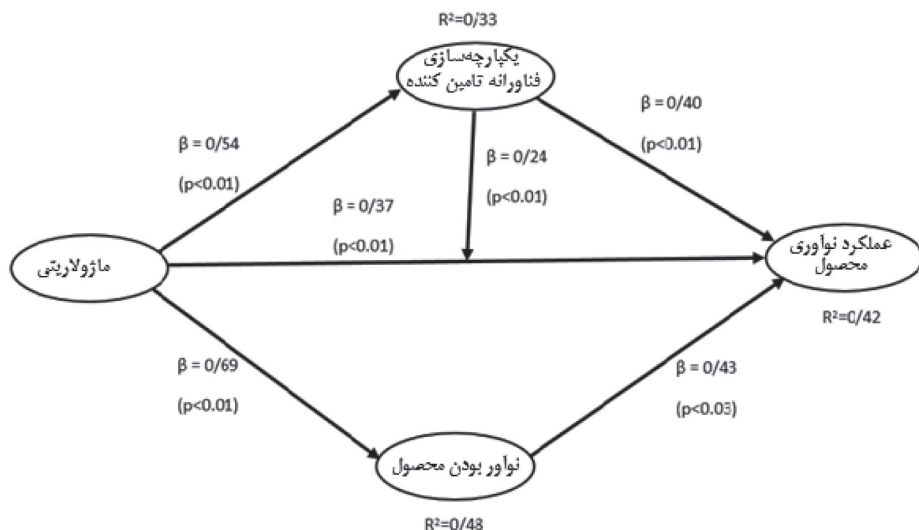 R²=0/33
یکپارچه‌سازی
فناورانه تامین کننده
β = 0/54
(p<0.01)
β = 0/24
(p<0.01)
β = 0/40
(p<0.01)
β = 0/37
(p<0.01)
ماژولاریتی
عملکرد نوآوری
محصول
R²=0/42
β = 0/69
(p<0.01)
β = 0/43
(p<0.03)
نوآور بودن محصول
R²=0/48